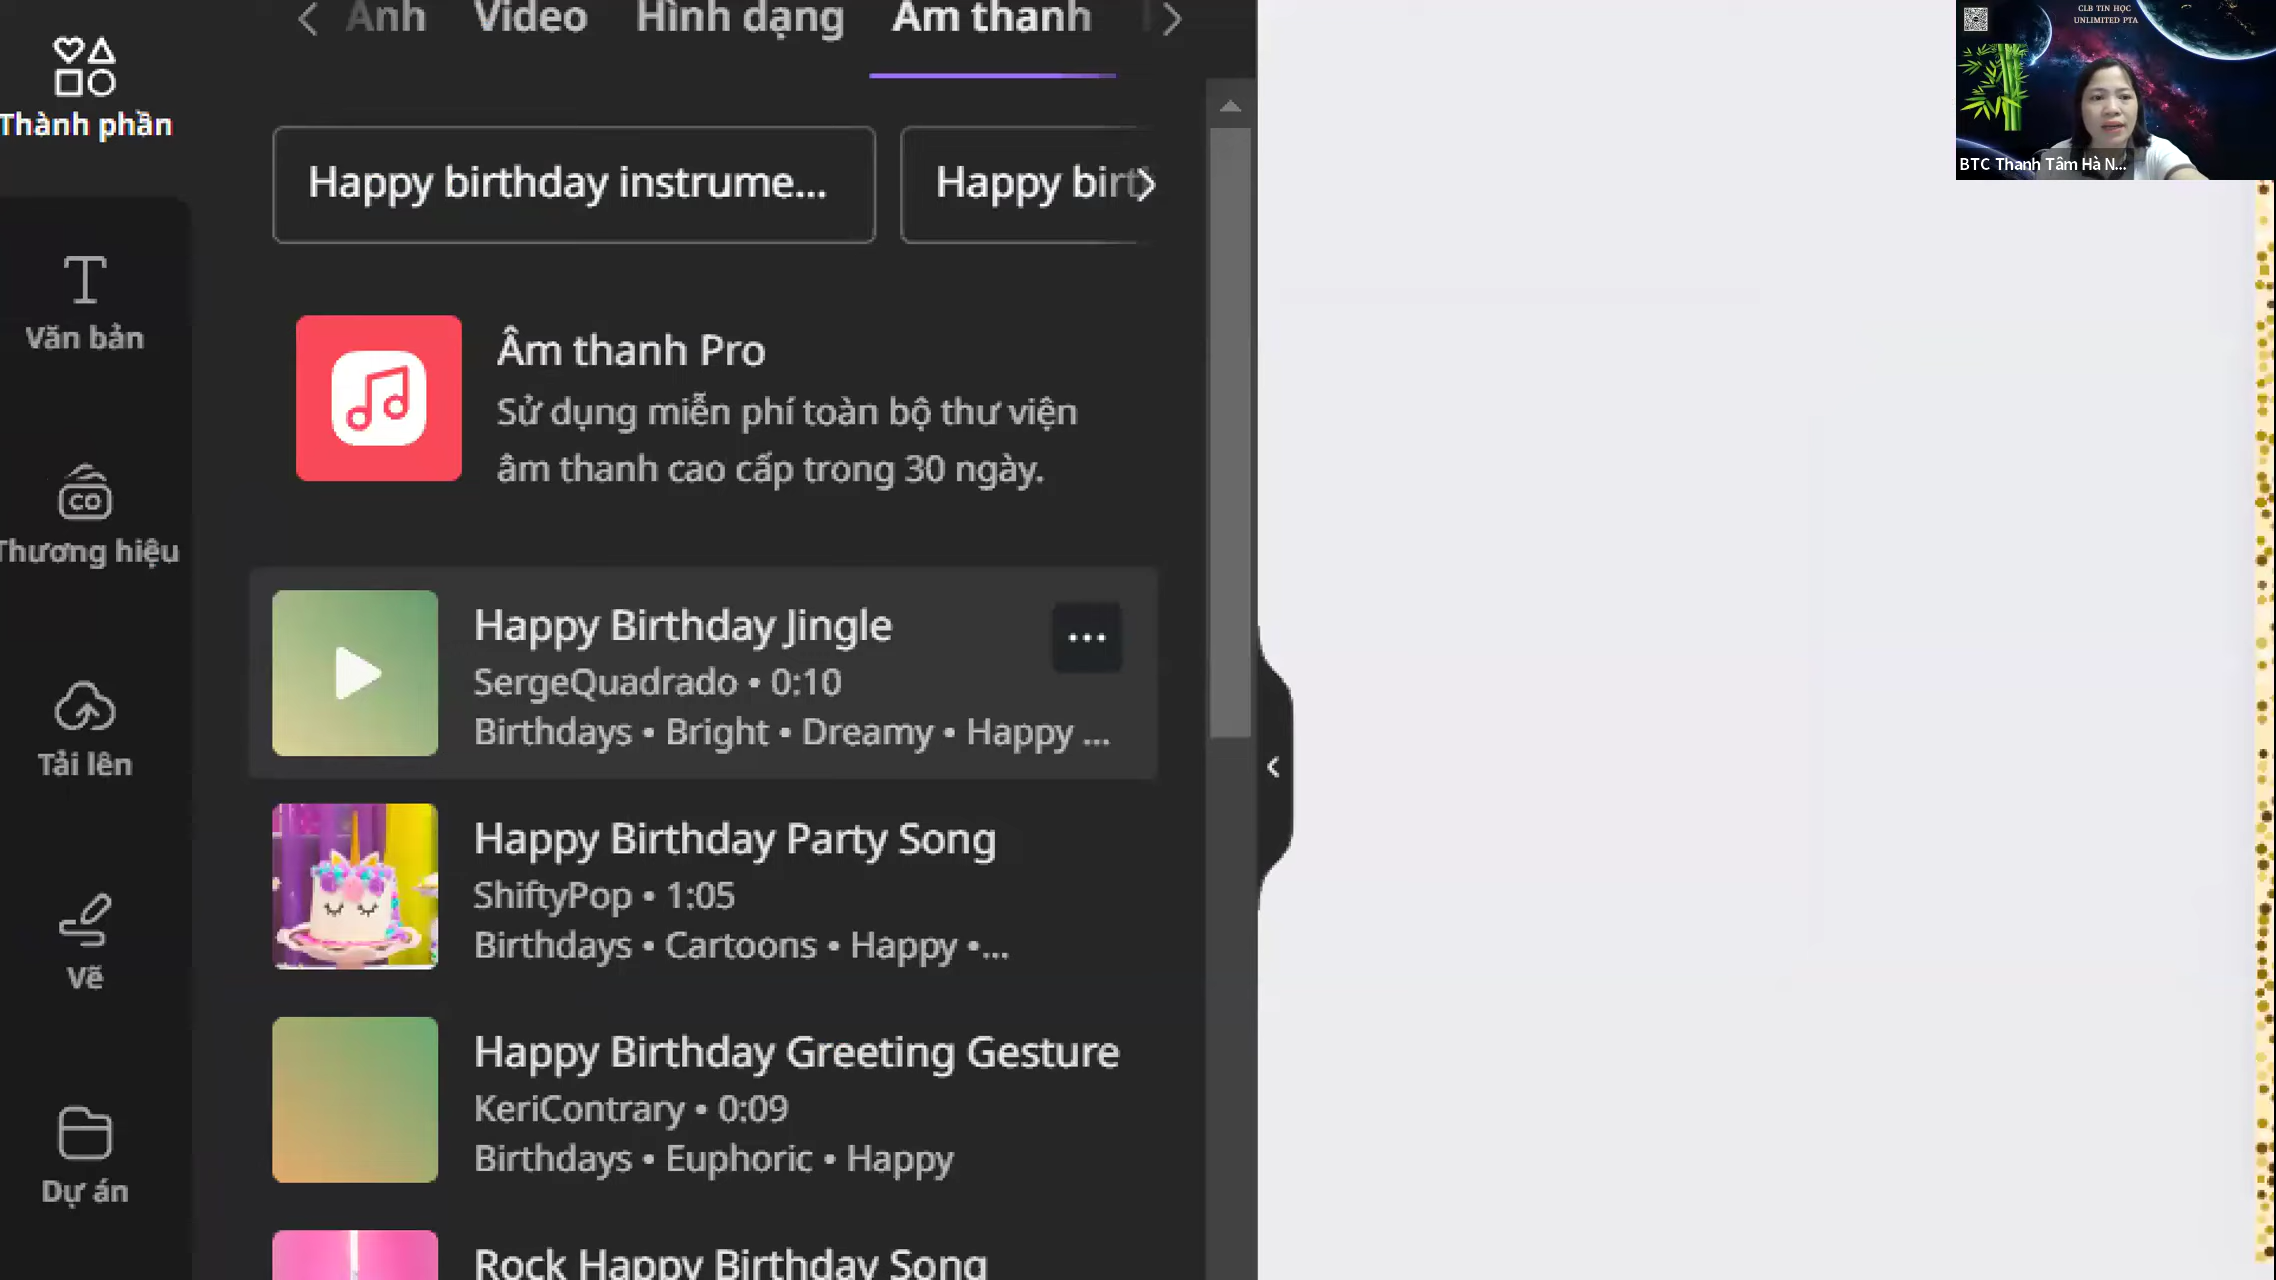 Ảnh Video Hình dạng Âm thanh
Thành phần
Happy birthday instrume...
Happy birt
Văn bản
Âm thanh Pro
Sử dụng miễn phí toàn bộ thư viện
âm thanh cao cấp trong 30 ngày.
CO
Thương hiệu
Happy Birthday Jingle
SergeQuadrado • 0:10
Birthdays • Bright • Dreamy • Happy ...
Tải lên
Happy Birthday Party Song
ShiftyPop • 1:05
Birthdays • Cartoons • Happy •...
Vẽ
Happy Birthday Greeting Gesture
KeriContrary • 0:09
Birthdays • Euphoric • Happy
Dự án
Rock Happy Birthday Song
CLB TIN HỌC
UNLIMITED PTA
BTC Thanh Tâm Hà N...